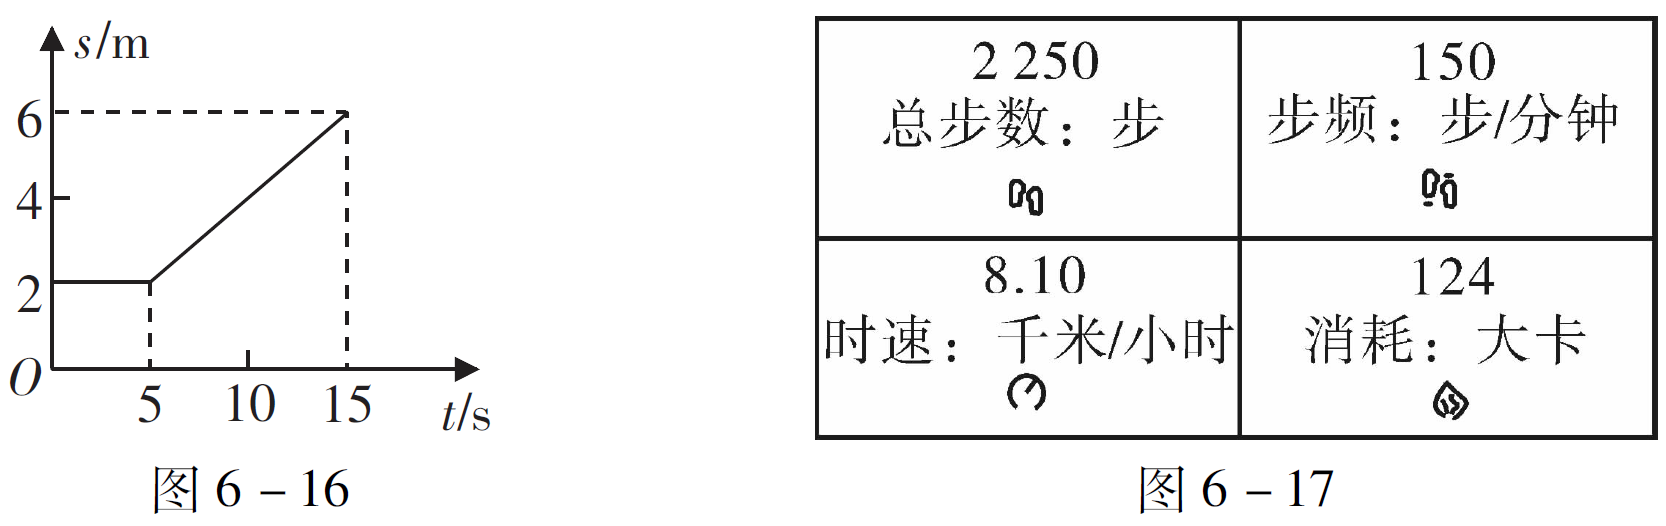 s/m
6
4
2
O
5
10
15
t/s
图 6 - 16
2 250
总步数：步
150
步频：步/分钟
8.10
时速：千米/小时
124
消耗：大卡
图 6 - 17